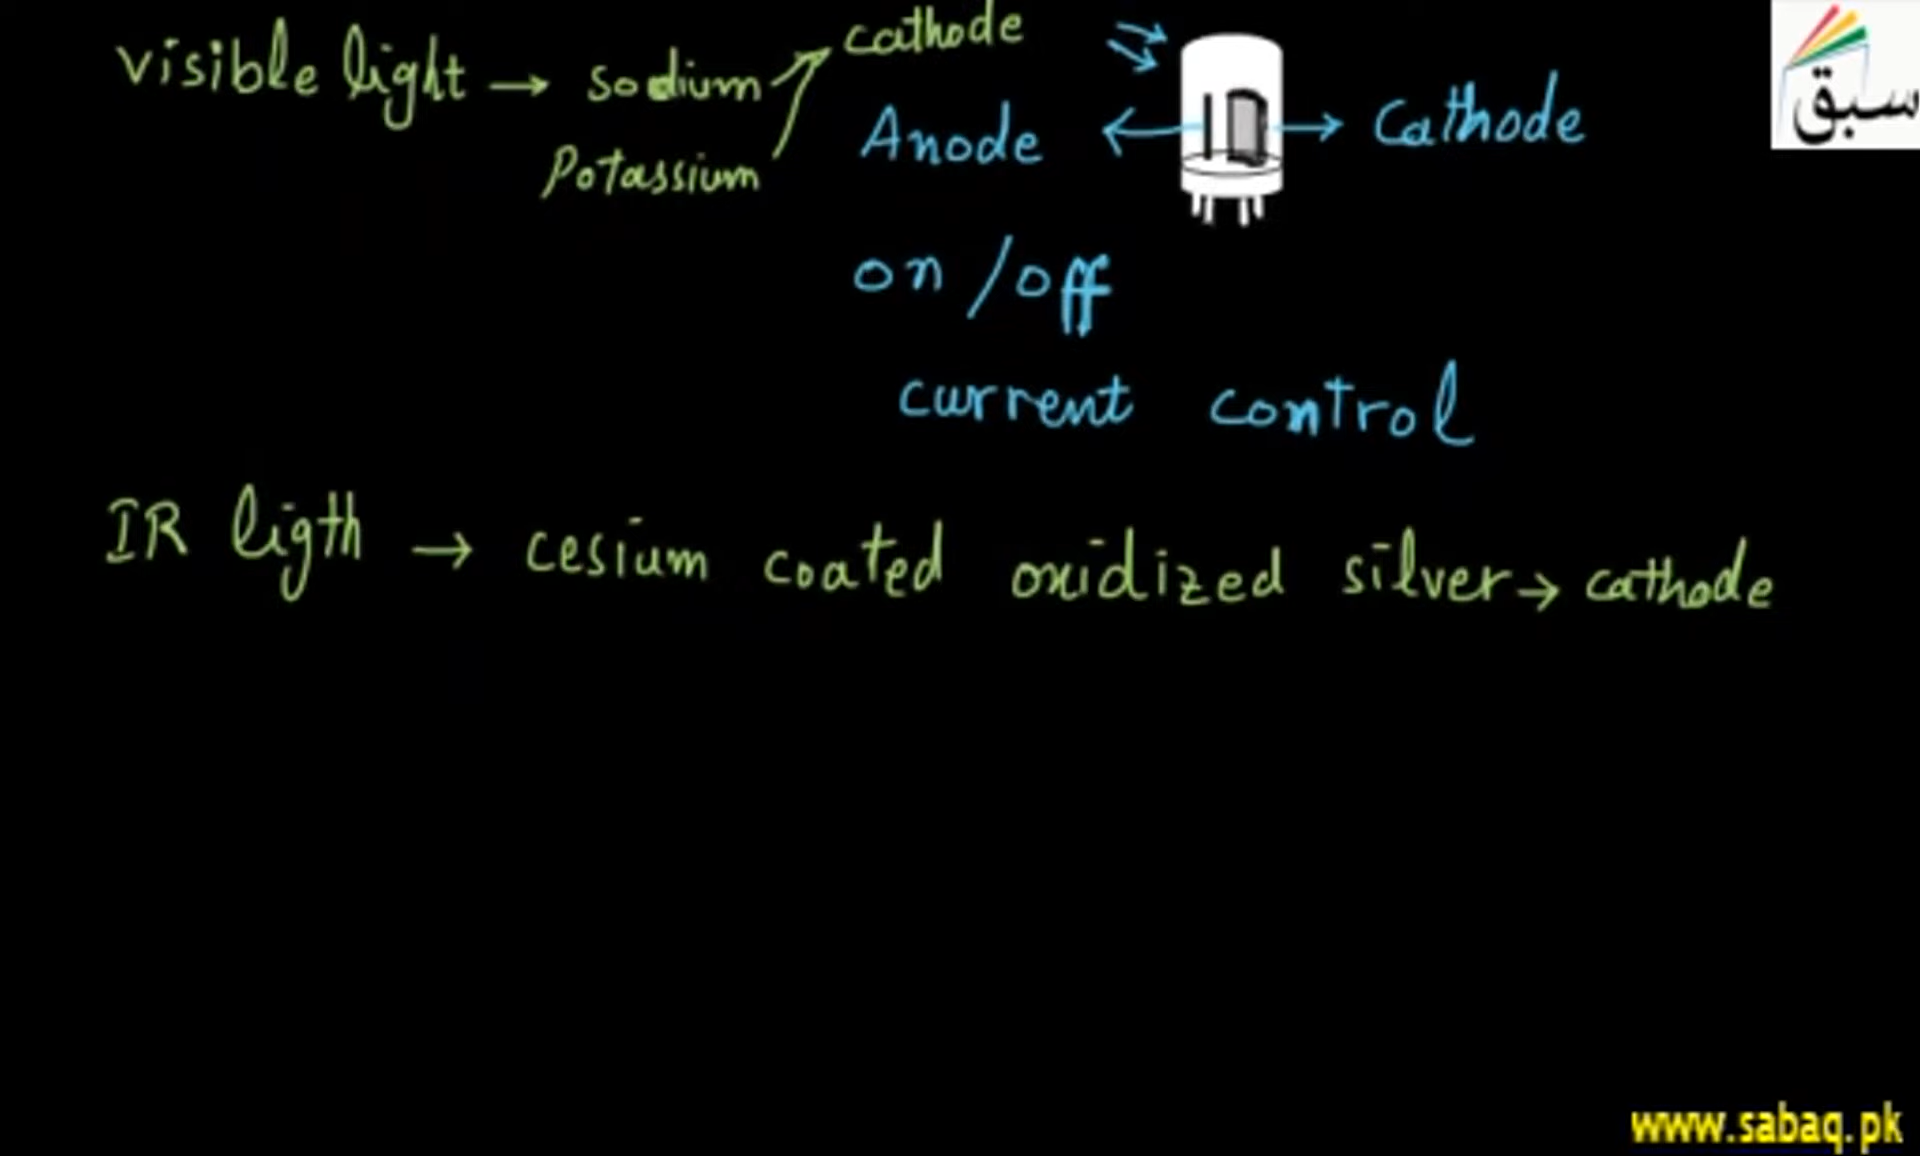 visible light → sodium cathode
Potassium
Anode ← → Cathode
on/off
current control
IR ligth → cesium coated oxidized silver → cathode
سبق
www.sabaq.pk